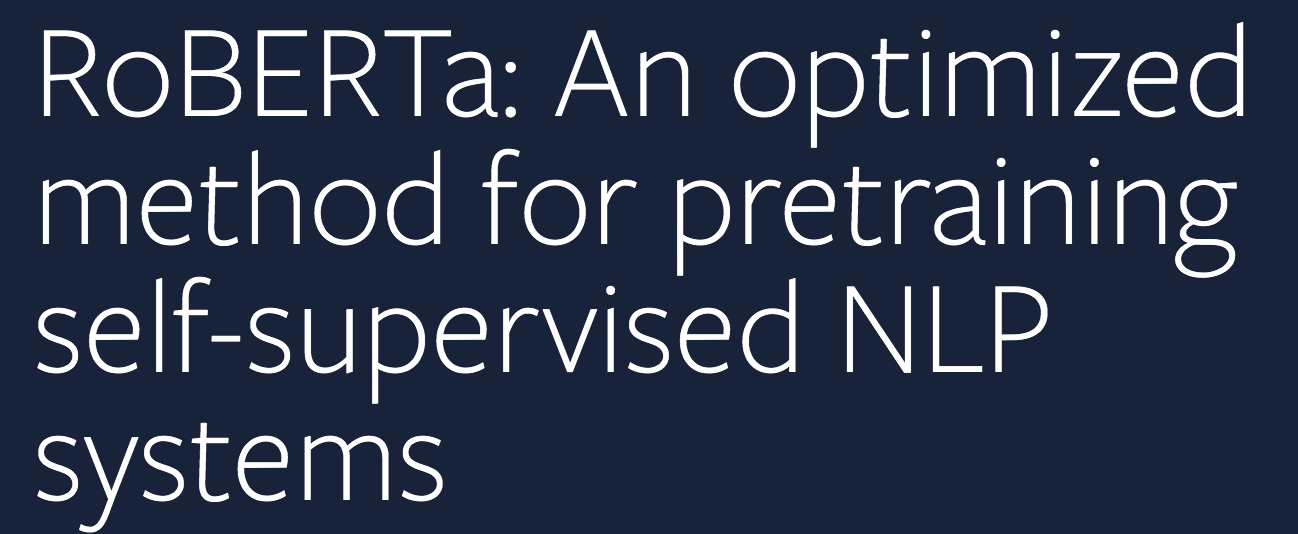 RoBERTa: An optimized
method for pretraining
self-supervised NLP
systems